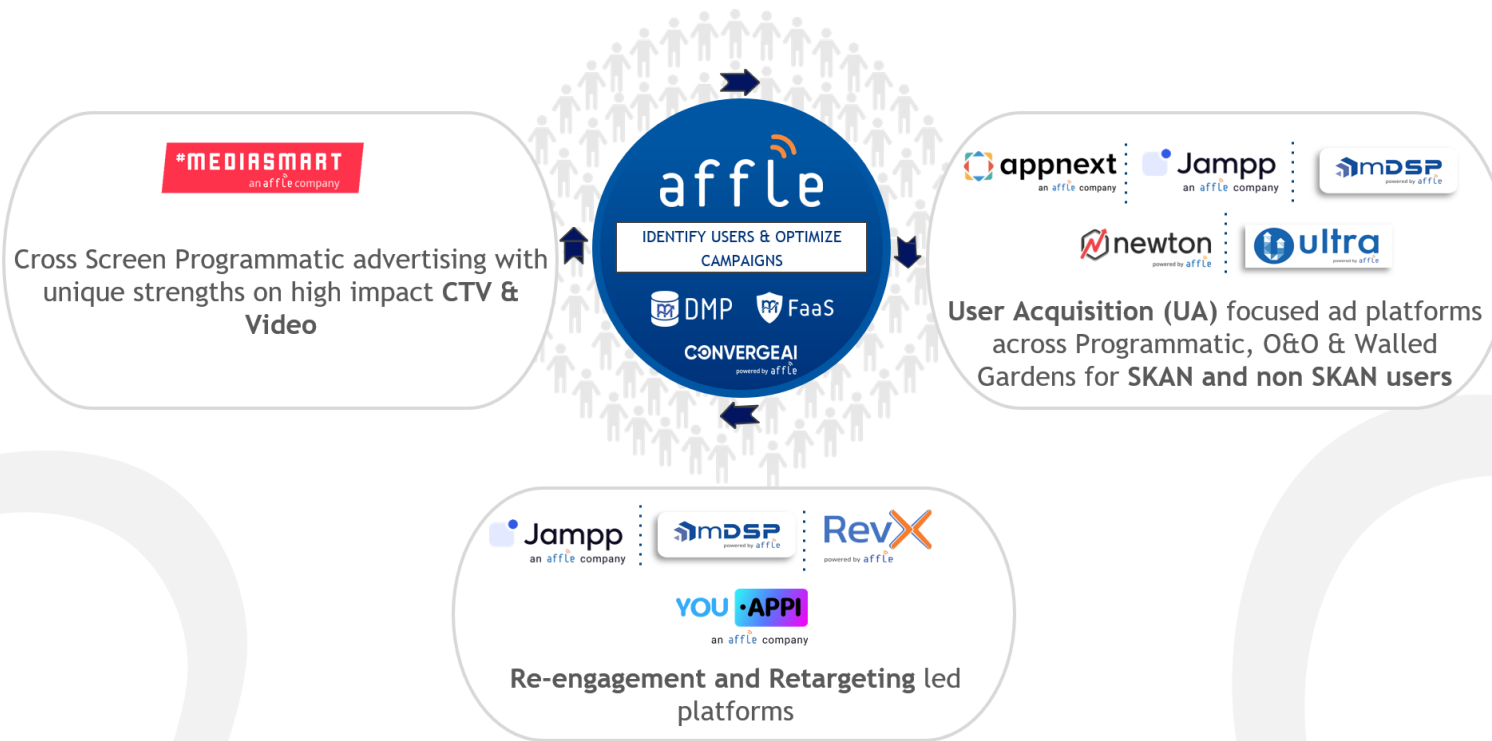 #MEDIASMART
an affle company
Cross Screen Programmatic advertising with
unique strengths on high impact CTV &
Video
affle
IDENTIFY USERS & OPTIMIZE
CAMPAIGNS
DMP FaaS
CONVERGEAI
powered by affle
appnext Jampp mDSP
an affle company an affle company powered by affle
newton ultra
powered by affle powered by affle
User Acquisition (UA) focused ad platforms
across Programmatic, O&O & Walled
Gardens for SKAN and non SKAN users
Jampp mDSP RevX
an affle company powered by affle powered by affle
YOU•APPI
an affle company
Re-engagement and Retargeting led
platforms